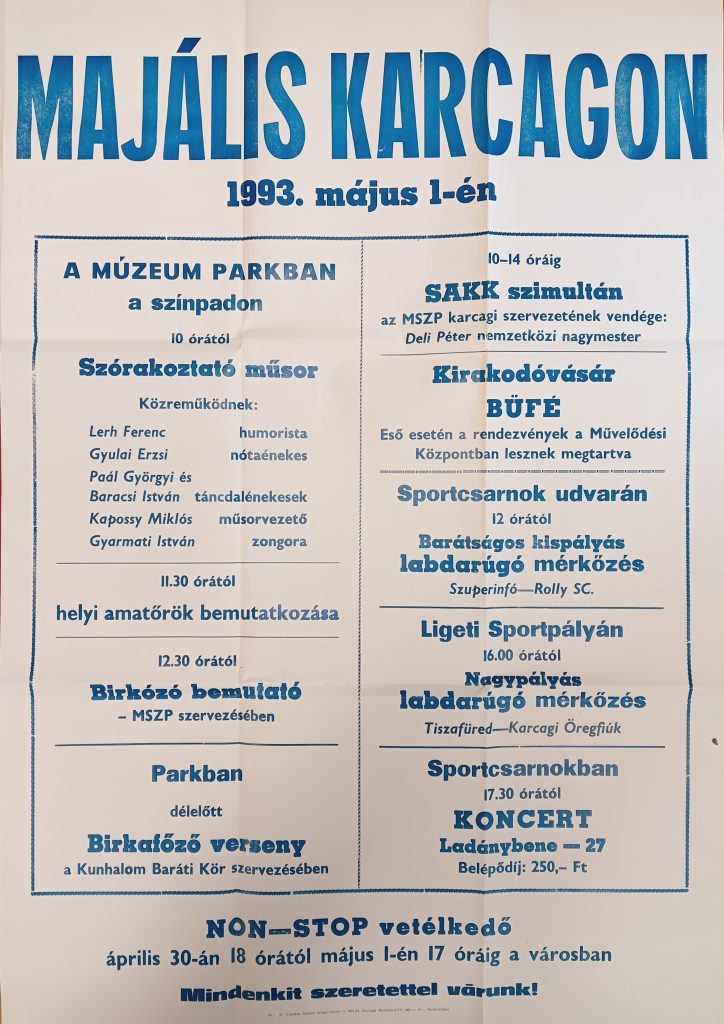 MAJÁLIS KARCAGON
1993. május 1-én
A MÚZEUM PARKBAN
a színpadon
10 órától
Szórakoztató műsor
Közreműködnek:
Lerh Ferenc humorista
Gyulai Erzsi nótaénekes
Paál Györgyi és
Baracsi István táncdalénekesek
Kapossy Miklós műsorvezető
Gyarmati István zongora
11.30 órától
helyi amatőrök bemutatkozása
12.30 órától
Birkózó bemutató
– MSZP szervezésében
Parkban
délelőtt
Birkafőző verseny
a Kunhalom Baráti Kör szervezésében
10–14 óráig
SAKK szimultán
az MSZP karcagi szervezetének vendége:
Deli Péter nemzetközi nagymester
Kirakodóvásár
BÜFÉ
Eső esetén a rendezvények a Művelődési
Központban lesznek megtartva
Sportcsarnok udvarán
12 órától
Barátságos kispályás
labdarúgó mérkőzés
Szuperinfó—Rolly SC.
Ligeti Sportpályán
16.00 órától
Nagypályás
labdarúgó mérkőzés
Tiszafüred—Karcagi Öregfiúk
Sportcsarnokban
17.30 órától
KONCERT
Ladánybene — 27
Belépődíj: 250,– Ft
NON—STOP vetélkedő
április 30-án 18 órától május 1-én 17 óráig a városban
Mindenkit szeretettel várunk!